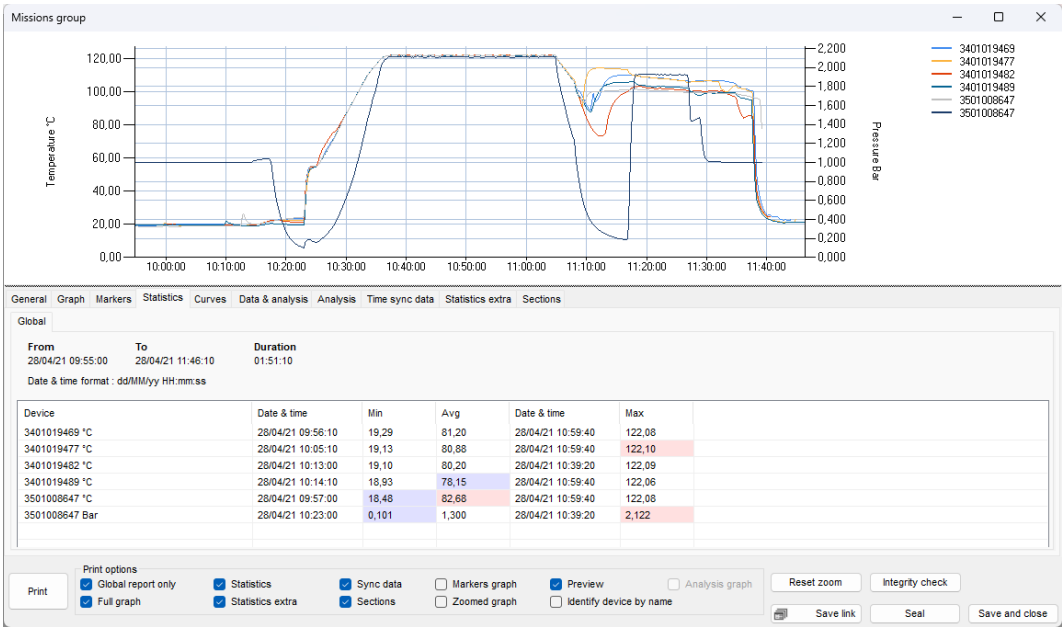 Missions group
120,00
100,00
80,00
60,00
40,00
20,00
0,00
Temperature °C
2,200
2,000
1,800
1,600
1,400
1,200
1,000
0,800
0,600
0,400
0,200
0,000
Pressure Bar
10:00:00 10:10:00 10:20:00 10:30:00 10:40:00 10:50:00 11:00:00 11:10:00 11:20:00 11:30:00 11:40:00
3401019469
3401019477
3401019482
3401019489
3501008647
3501008647
General Graph Markers Statistics Curves Data & analysis Analysis Time sync data Statistics extra Sections
Global
From To Duration
28/04/21 09:55:00 28/04/21 11:46:10 01:51:10
Date & time format : dd/MM/yy HH:mm:ss
Device Date & time Min Avg Date & time Max
3401019469 °C 28/04/21 09:56:10 19,29 81,20 28/04/21 10:59:40 122,08
3401019477 °C 28/04/21 10:05:10 19,13 80,88 28/04/21 10:59:40 122,10
3401019482 °C 28/04/21 10:13:00 19,10 80,20 28/04/21 10:39:20 122,09
3401019489 °C 28/04/21 10:14:10 18,93 78,15 28/04/21 10:59:40 122,06
3501008647 °C 28/04/21 09:57:00 18,48 82,68 28/04/21 10:59:40 122,08
3501008647 Bar 28/04/21 10:23:00 0,101 1,300 28/04/21 10:39:20 2,122
Print
Print options
Global report only Statistics Sync data Markers graph Preview Analysis graph
Full graph Statistics extra Sections Zoomed graph Identify device by name
Reset zoom Integrity check
Save link Seal Save and close